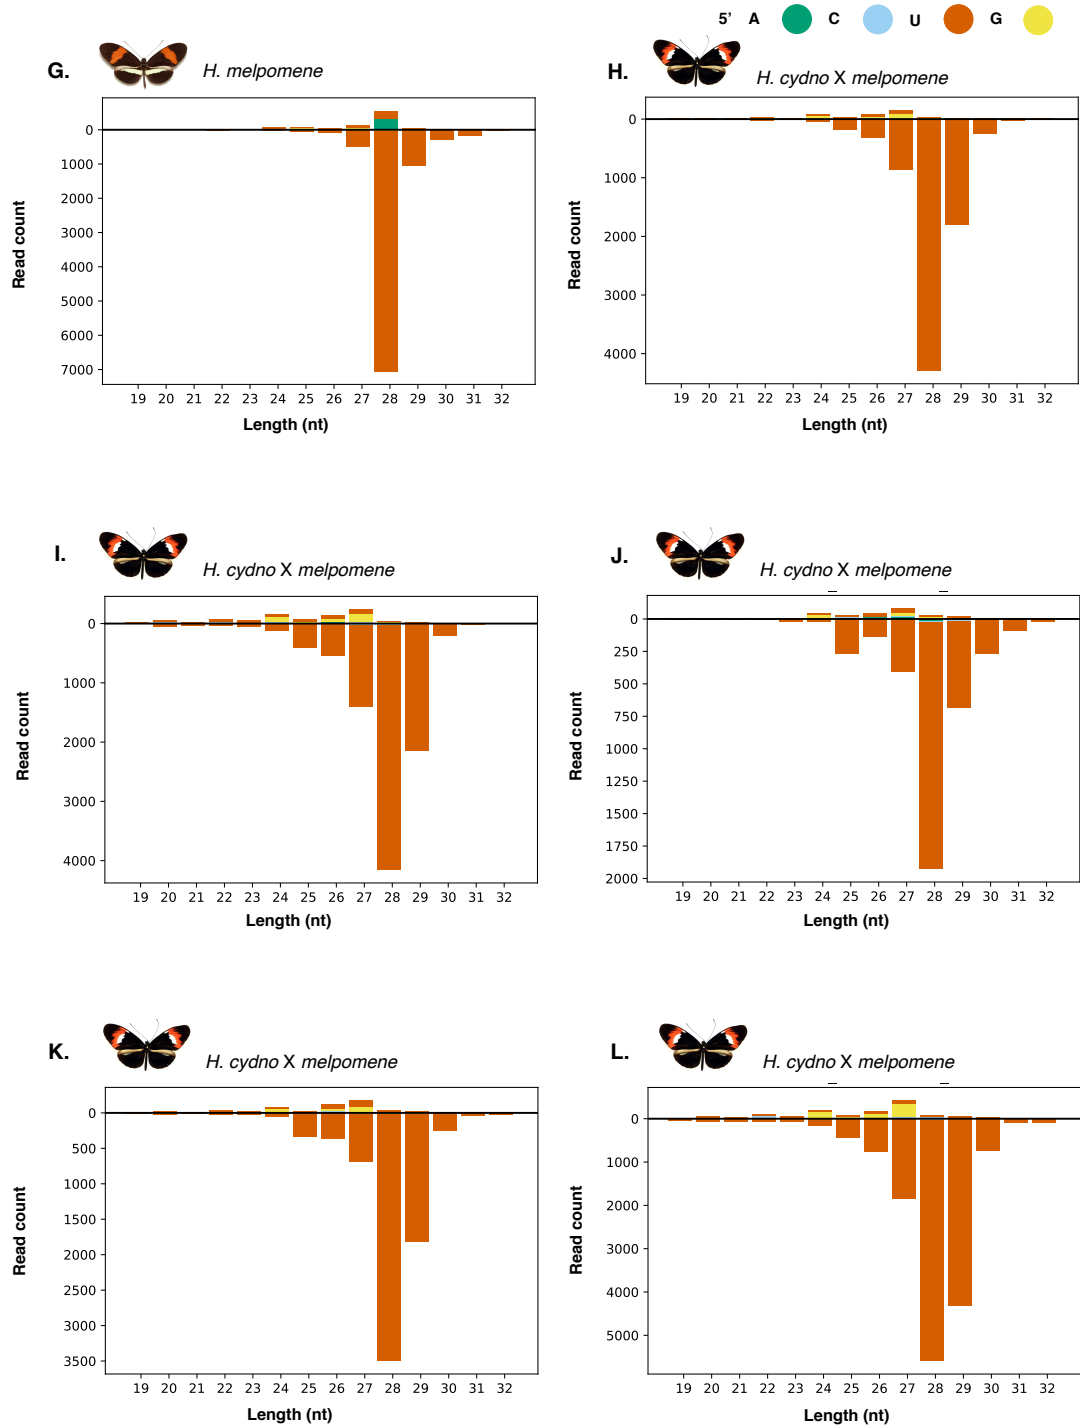 5’ A C U G
G. H. melpomene
H. H. cydno X melpomene
0
1000
2000
3000
4000
5000
6000
7000
Read count
19 20 21 22 23 24 25 26 27 28 29 30 31 32
Length (nt)
0
1000
2000
3000
4000
Read count
19 20 21 22 23 24 25 26 27 28 29 30 31 32
Length (nt)
I. H. cydno X melpomene
J. H. cydno X melpomene
0
1000
2000
3000
4000
Read count
19 20 21 22 23 24 25 26 27 28 29 30 31 32
Length (nt)
0
250
500
750
1000
1250
1500
1750
2000
Read count
19 20 21 22 23 24 25 26 27 28 29 30 31 32
Length (nt)
K. H. cydno X melpomene
L. H. cydno X melpomene
0
500
1000
1500
2000
2500
3000
3500
Read count
19 20 21 22 23 24 25 26 27 28 29 30 31 32
Length (nt)
0
1000
2000
3000
4000
5000
Read count
19 20 21 22 23 24 25 26 27 28 29 30 31 32
Length (nt)